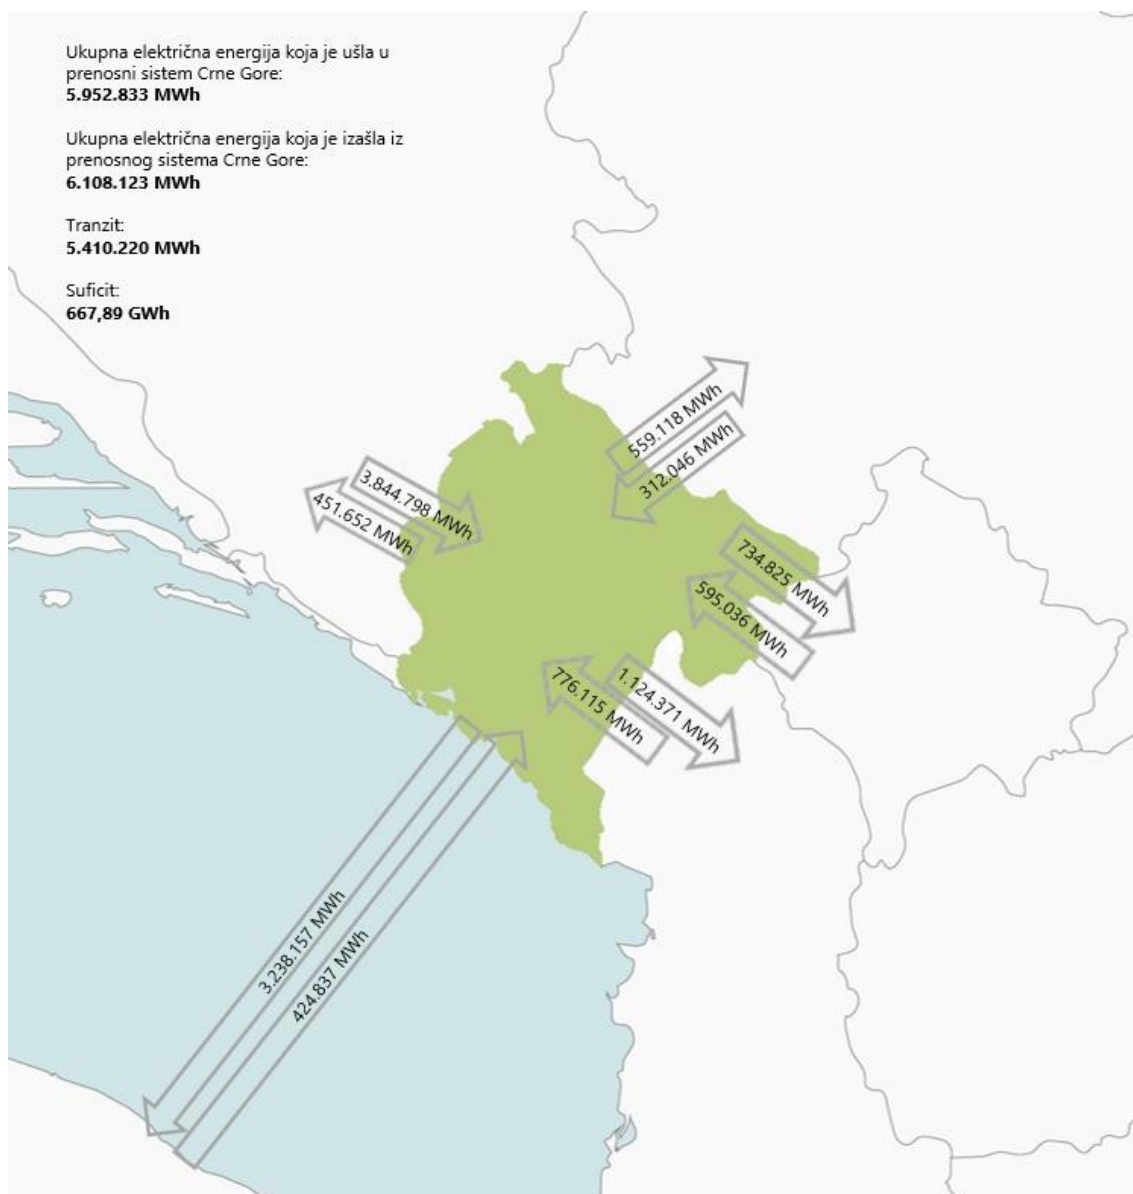 Ukupna električna energija koja je ušla u
prenosni sistem Crne Gore:
5.952.833 MWh
Ukupna električna energija koja je izašla iz
prenosnog sistema Crne Gore:
6.108.123 MWh
Tranzit:
5.410.220 MWh
Suficit:
667,89 GWh
559.118 MWh
312.046 MWh
3.844.798 MWh
451.652 MWh
734.825 MWh
595.036 MWh
1.124.371 MWh
776.115 MWh
3.238.157 MWh
424.837 MWh